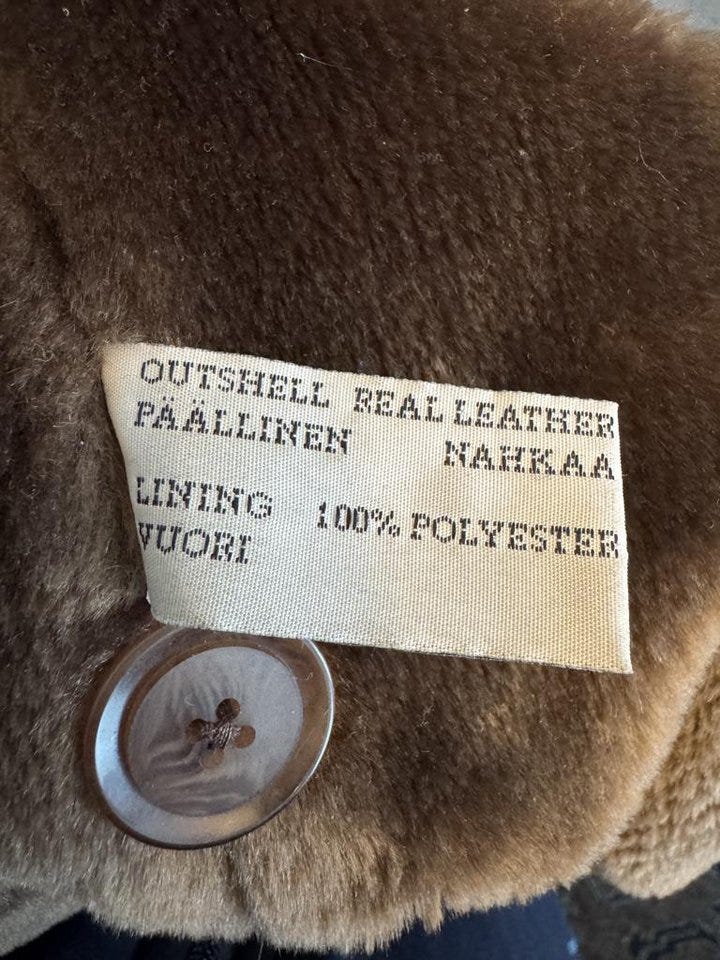 OUTSHELL REAL LEATHER
PÄÄLLINEN NAHKAA
LINING 100% POLYESTER
VUORI